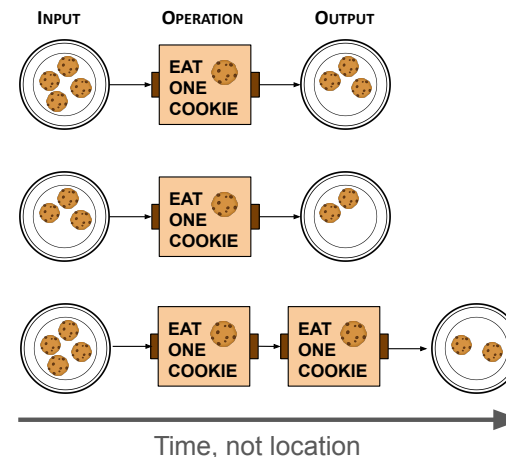 INPUT OPERATION OUTPUT
EAT
ONE
COOKIE
EAT
ONE
COOKIE
EAT
ONE
COOKIE
EAT
ONE
COOKIE
Time, not location